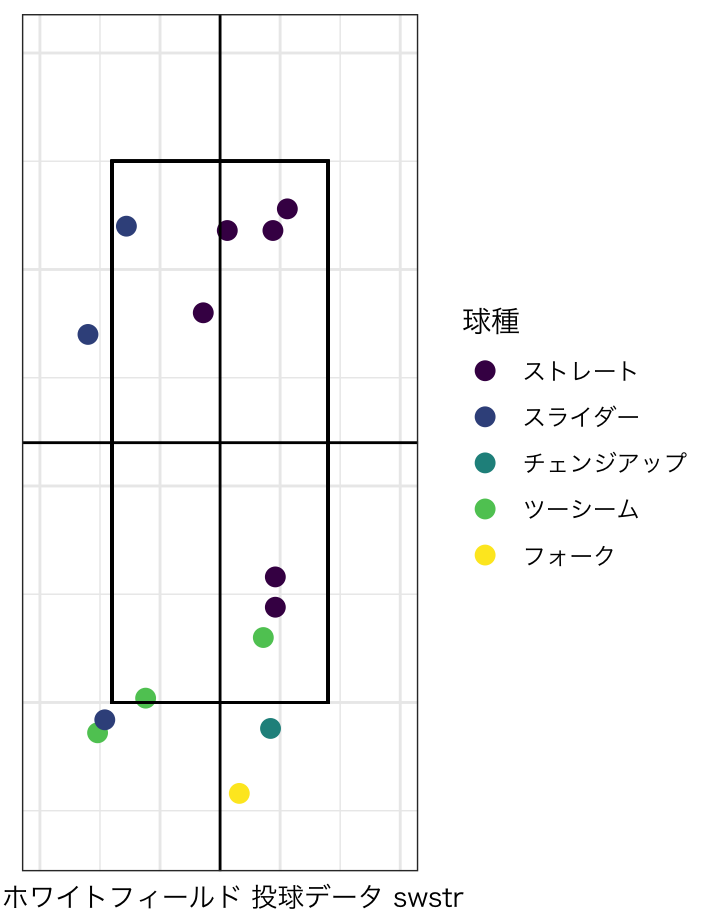 球種
ストレート
スライダー
チェンジアップ
ツーシーム
フォーク
ホワイトフィールド 投球データ swstr